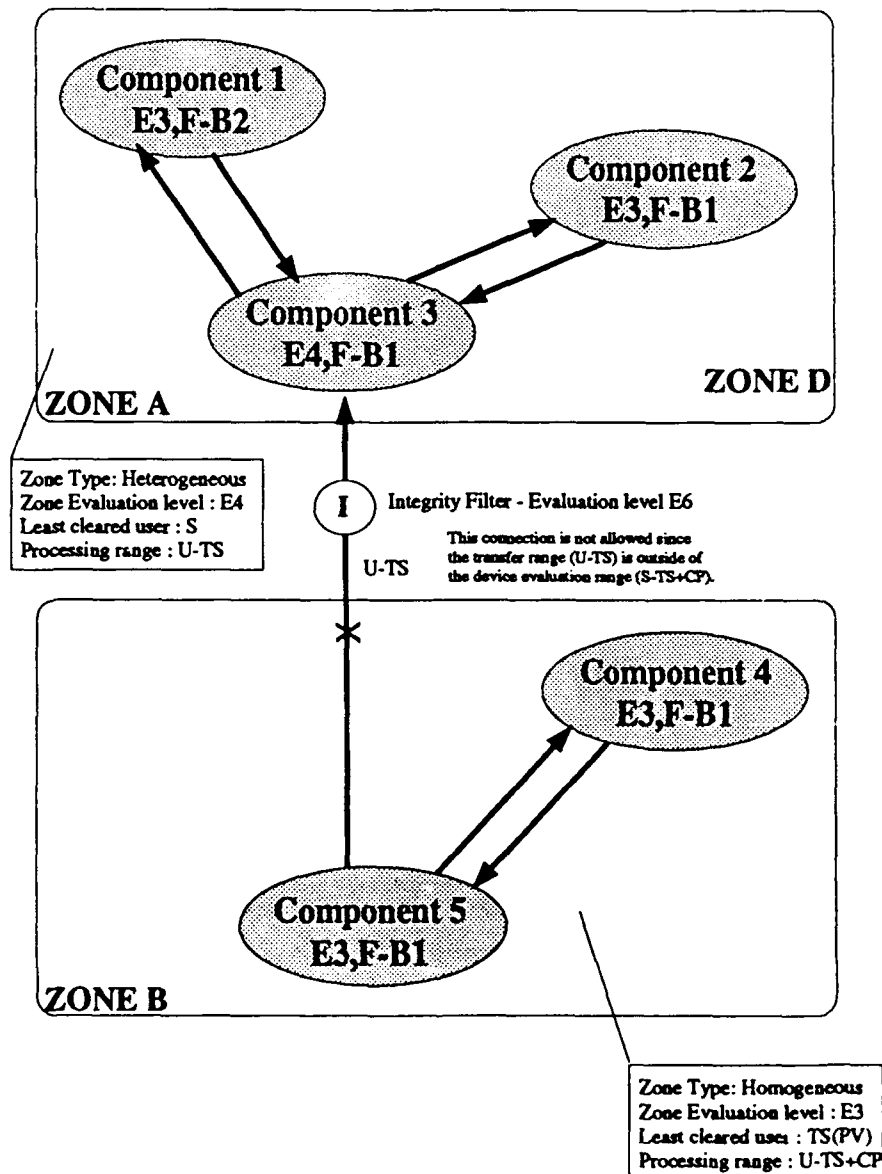 Component 1
E3,F-B2
Component 2
E3,F-B1
Component 3
E4,F-B1
ZONE D
ZONE A
Zone Type: Heterogeneous
Zone Evaluation level : E4
Least cleared user : S
Processing range : U-TS
I
Integrity Filter - Evaluation level E6
This connection is not allowed since
the transfer range (U-TS) is outside of
the device evaluation range (S-TS+CP).
U-TS
Component 4
E3,F-B1
Component 5
E3,F-B1
ZONE B
Zone Type: Homogeneous
Zone Evaluation level : E3
Least cleared user : TS(PV)
Processing range : U-TS+CP